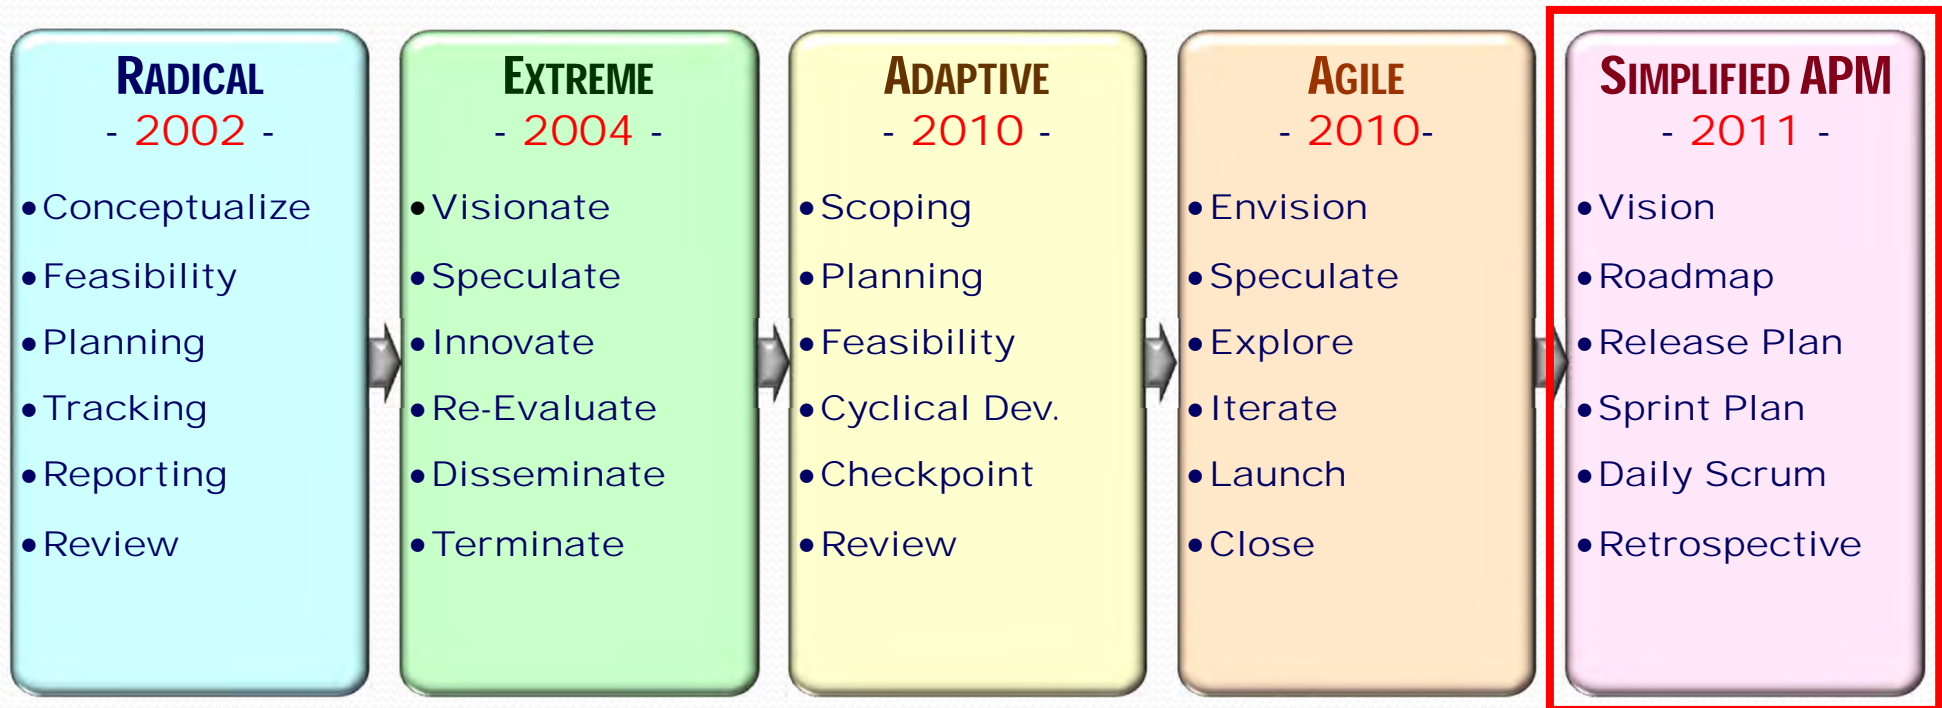 RADICAL
- 2002 -
•Conceptualize
•Feasibility
•Planning
•Tracking
•Reporting
•Review
EXTREME
- 2004 -
•Visionate
•Speculate
•Innovate
•Re-Evaluate
•Disseminate
•Terminate
ADAPTIVE
- 2010 -
•Scoping
•Planning
•Feasibility
•Cyclical Dev.
•Checkpoint
•Review
AGILE
- 2010-
•Envision
•Speculate
•Explore
•Iterate
•Launch
•Close
SIMPLIFIED APM
- 2011 -
•Vision
•Roadmap
•Release Plan
•Sprint Plan
•Daily Scrum
•Retrospective